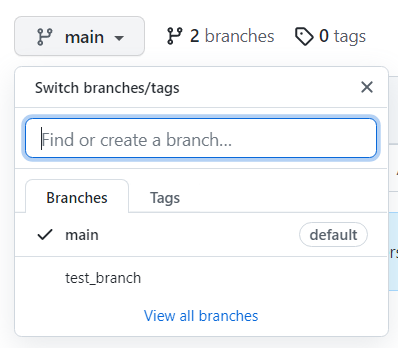 main 2 branches 0 tags
Switch branches/tags
Find or create a branch...
Branches Tags
main default
test_branch
View all branches